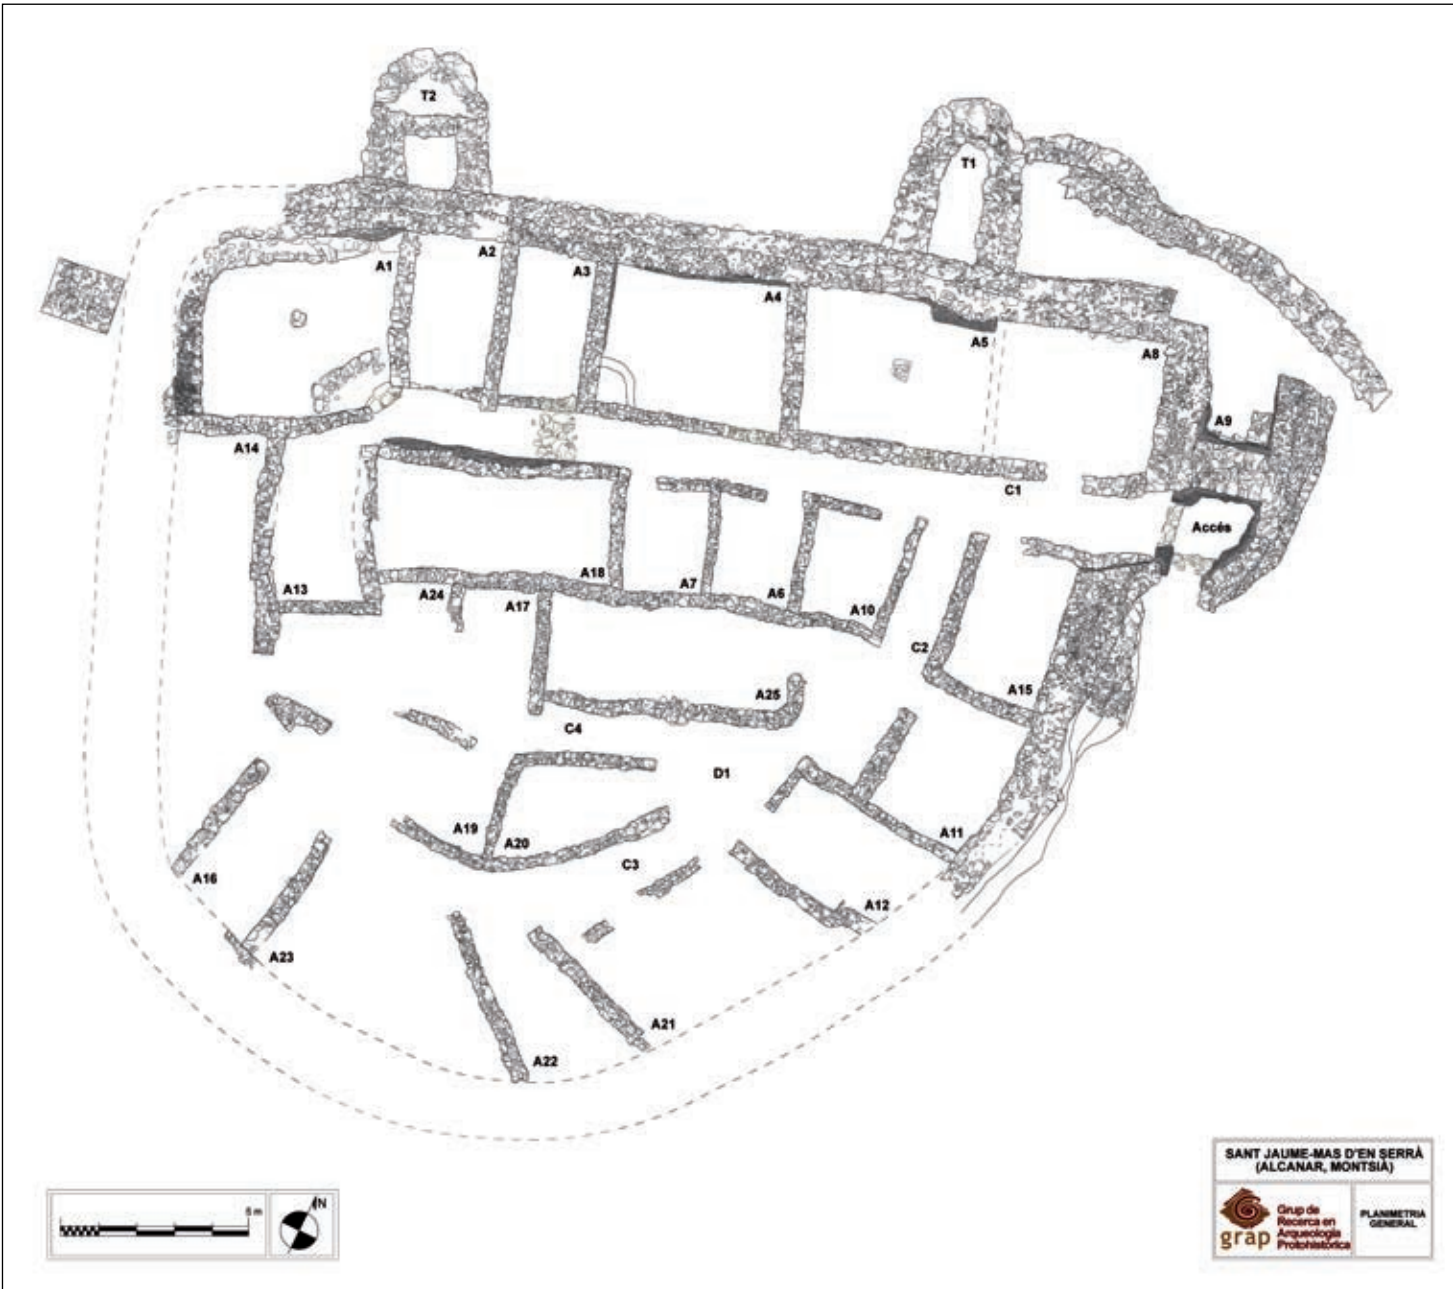 T2
T1
A1
A2
A3
A4
A5
A8
A9
A14
C1
Accés
A13
A24
A17
A18
A7
A6
A10
C2
A15
A25
C4
D1
A19
A20
C3
A11
A16
A12
A23
A21
A22
5 m
N
SANT JAUME-MAS D'EN SERRÀ
(ALCANAR, MONTSIÀ)
grap
Grup de
Recerca en
Arqueologia
Protohistòrica
PLANIMETRIA
GENERAL